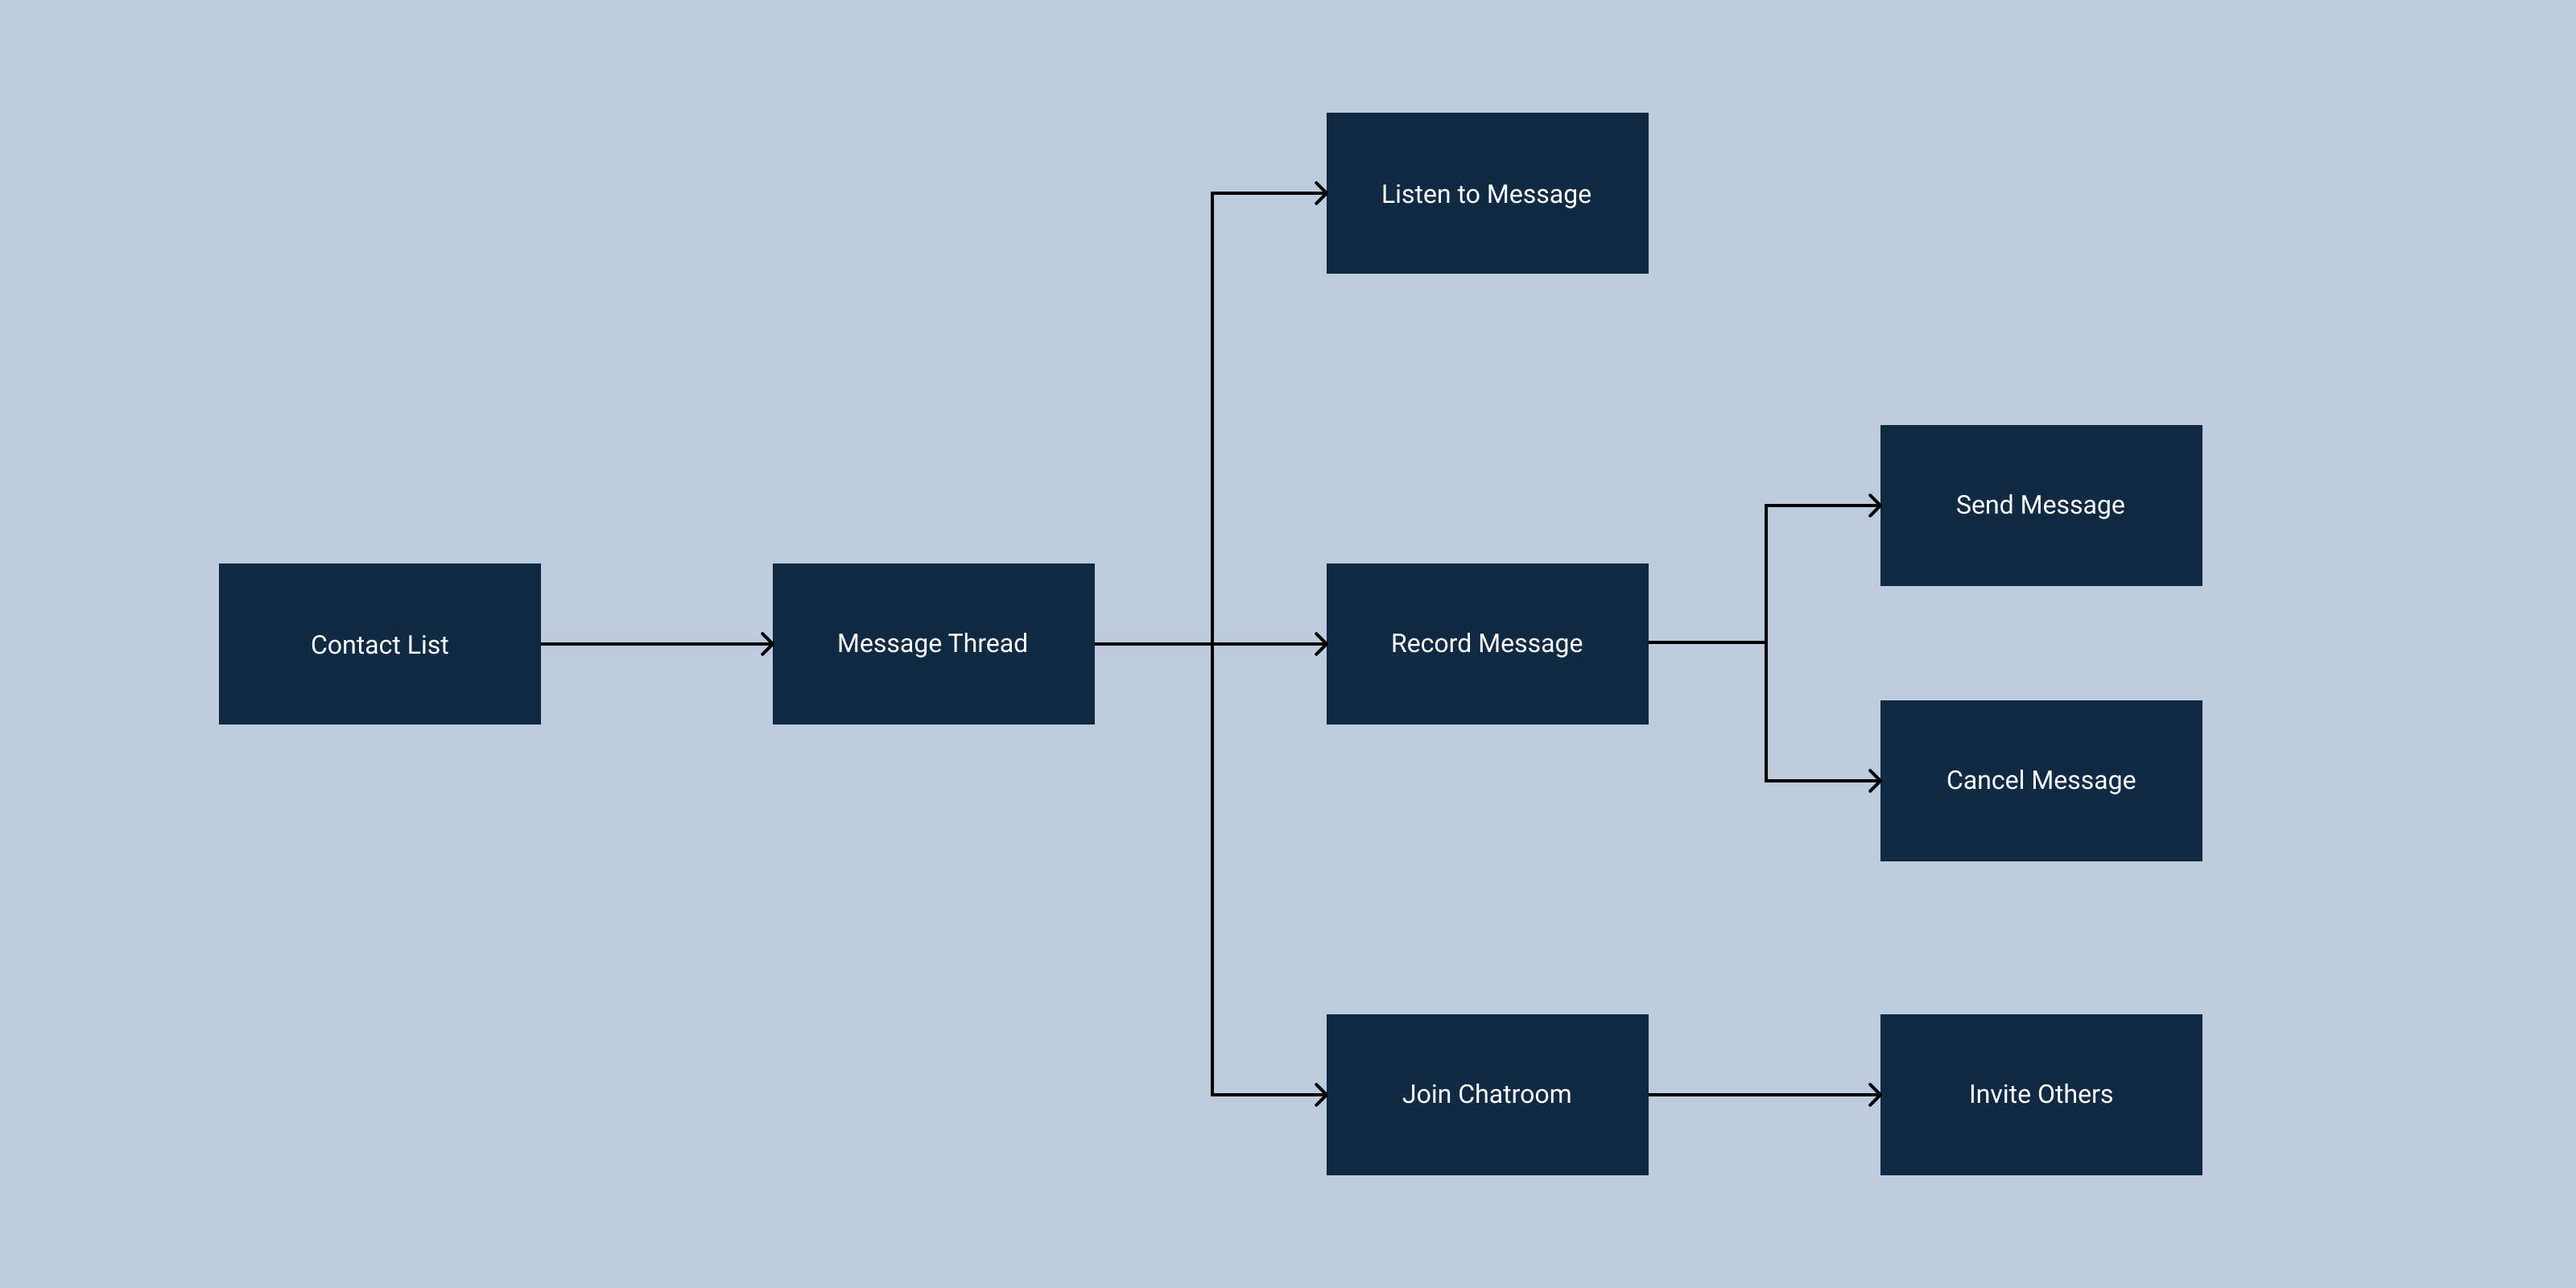 Listen to Message
Send Message
Contact List
Message Thread
Record Message
Cancel Message
Join Chatroom
Invite Others